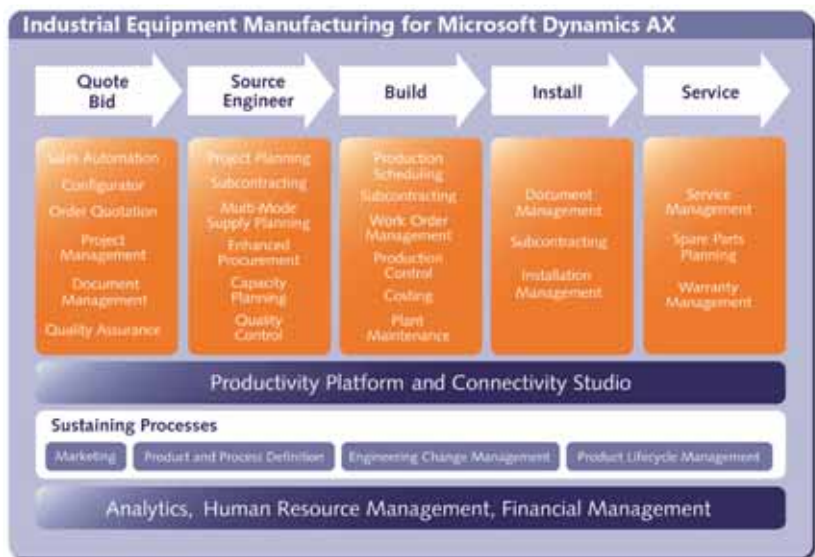 Industrial Equipment Manufacturing for Microsoft Dynamics AX
Quote
Bid
Source
Engineer
Build
Install
Service
Sales Automation
Configurator
Order Quotation
Project
Management
Document
Management
Quality Assurance
Project Planning
Subcontracting
Multi-Mode
Supply Planning
Enhanced
Procurement
Capacity
Planning
Quality
Control
Production
Scheduling
Subcontracting
Work Order
Management
Production
Control
Costing
Plant
Maintenance
Document
Management
Subcontracting
Installation
Management
Service
Management
Spare Parts
Planning
Warranty
Management
Productivity Platform and Connectivity Studio
Sustaining Processes
Marketing
Product and Process Definition
Engineering Change Management
Product Lifecycle Management
Analytics, Human Resource Management, Financial Management